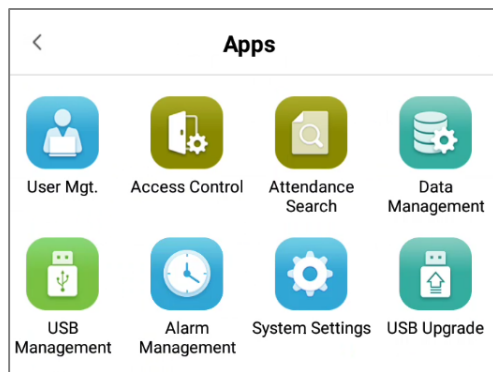 Apps
User Mgt.
Access Control
Attendance
Search
Data
Management
USB
Management
Alarm
Management
System Settings
USB Upgrade